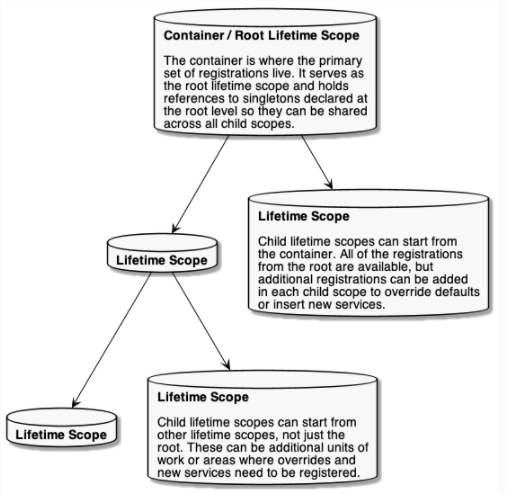 Container / Root Lifetime Scope
The container is where the primary
set of registrations live. It serves as
the root lifetime scope and holds
references to singletons declared at
the root level so they can be shared
across all child scopes.
Lifetime Scope
Lifetime Scope
Child lifetime scopes can start from
the container. All of the registrations
from the root are available, but
additional registrations can be added
in each child scope to override defaults
or insert new services.
Lifetime Scope
Lifetime Scope
Child lifetime scopes can start from
other lifetime scopes, not just the
root. These can be additional units of
work or areas where overrides and
new services need to be registered.